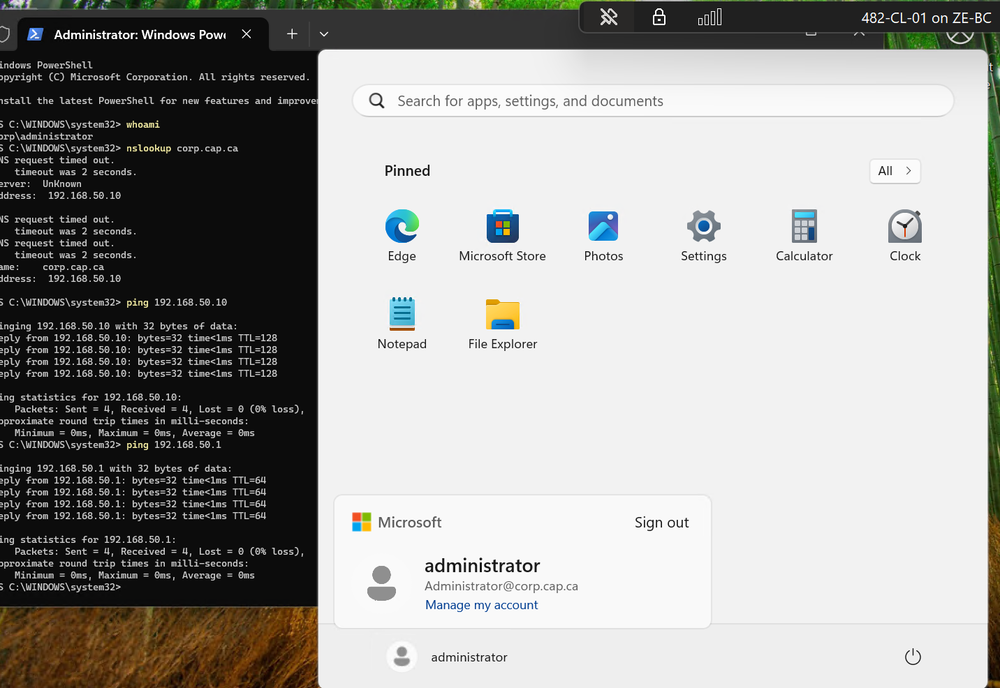 Administrator: Windows Powe
482-CL-01 on ZE-BC
indows PowerShell
opyright (C) Microsoft Corporation. All rights reserved.
nstall the latest PowerShell for new features and improve
S C:\WINDOWS\system32> whoami
orp\administrator
S C:\WINDOWS\system32> nslookup corp.cap.ca
NS request timed out.
timeout was 2 seconds.
erver: UnKnown
ddress: 192.168.50.10
NS request timed out.
timeout was 2 seconds.
NS request timed out.
timeout was 2 seconds.
ame: corp.cap.ca
ddress: 192.168.50.10
S C:\WINDOWS\system32> ping 192.168.50.10
inging 192.168.50.10 with 32 bytes of data:
eply from 192.168.50.10: bytes=32 time<1ms TTL=128
eply from 192.168.50.10: bytes=32 time<1ms TTL=128
eply from 192.168.50.10: bytes=32 time<1ms TTL=128
eply from 192.168.50.10: bytes=32 time<1ms TTL=128
ing statistics for 192.168.50.10:
Packets: Sent = 4, Received = 4, Lost = 0 (0% loss),
pproximate round trip times in milli-seconds:
Minimum = 0ms, Maximum = 0ms, Average = 0ms
S C:\WINDOWS\system32> ping 192.168.50.1
inging 192.168.50.1 with 32 bytes of data:
eply from 192.168.50.1: bytes=32 time<1ms TTL=64
eply from 192.168.50.1: bytes=32 time<1ms TTL=64
eply from 192.168.50.1: bytes=32 time<1ms TTL=64
eply from 192.168.50.1: bytes=32 time<1ms TTL=64
ing statistics for 192.168.50.1:
Packets: Sent = 4, Received = 4, Lost = 0 (0% loss),
pproximate round trip times in milli-seconds:
Minimum = 0ms, Maximum = 0ms, Average = 0ms
S C:\WINDOWS\system32>
Search for apps, settings, and documents
Pinned
All
Edge
Microsoft Store
Photos
Settings
Calculator
Clock
Notepad
File Explorer
Microsoft
Sign out
administrator
Administrator@corp.cap.ca
Manage my account
administrator